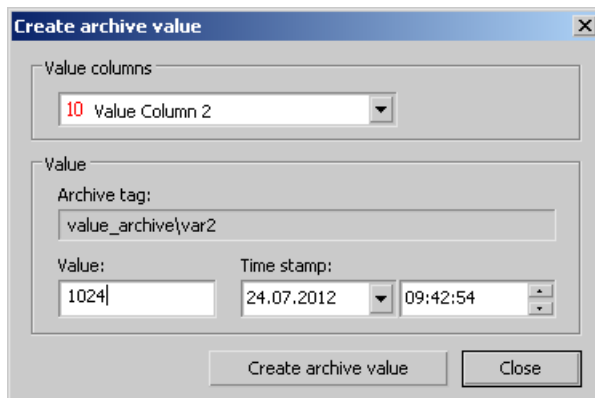 Create archive value
Value columns
10 Value Column 2
Value
Archive tag:
value_archive\var2
Value: Time stamp:
1024 24.07.2012 09:42:54
Create archive value Close